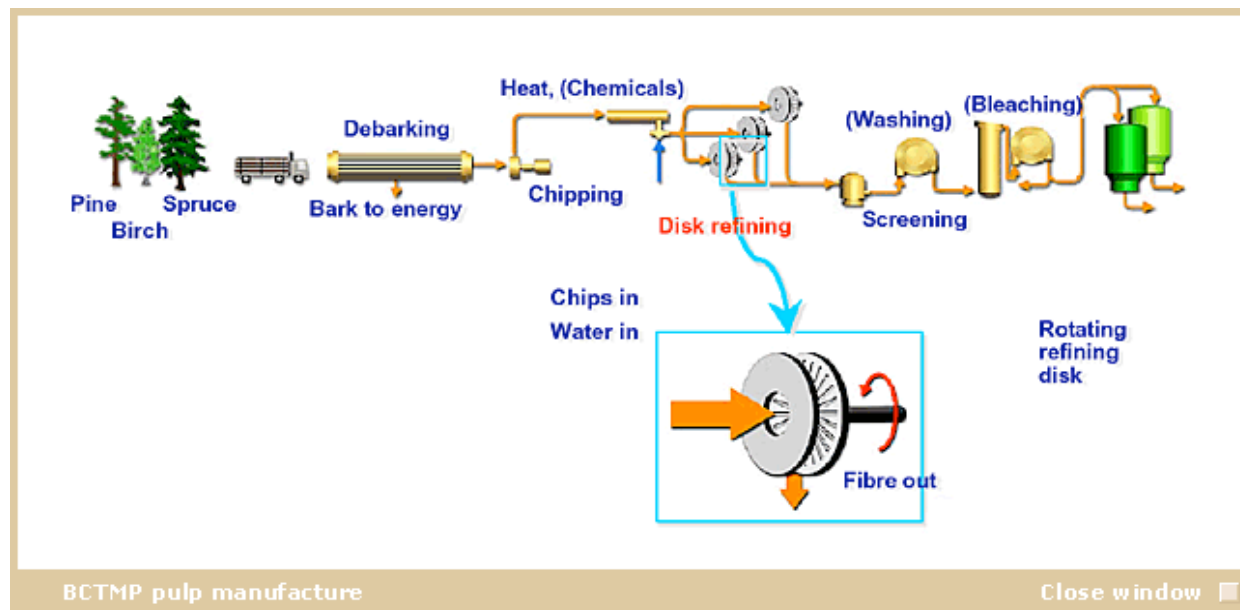 Heat, (Chemicals)
(Bleaching)
Debarking
(Washing)
Chipping
Pine
Spruce
Birch
Bark to energy
Screening
Disk refining
Chips in
Water in
Rotating
refining
disk
Fibre out
BCTMP pulp manufacture
Close window